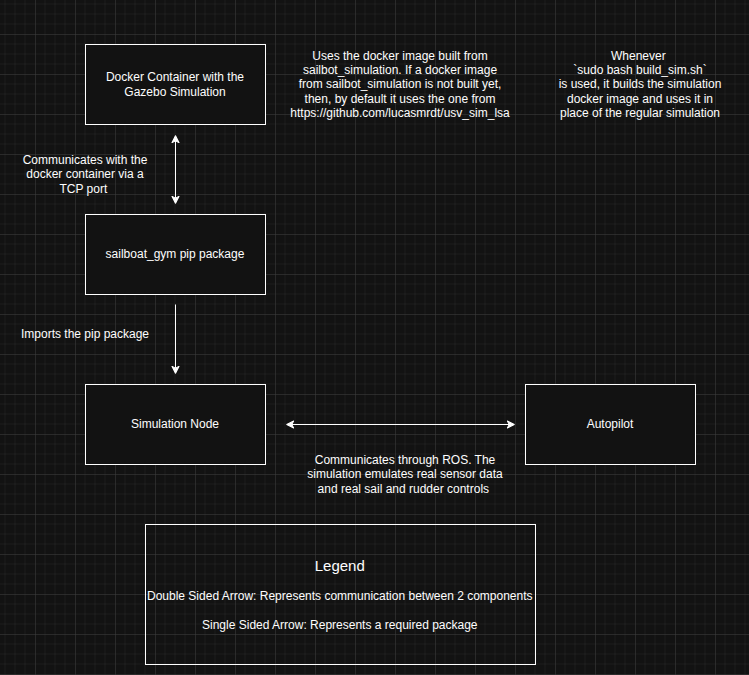 Docker Container with the
Gazebo Simulation
Uses the docker image built from
sailbot_simulation. If a docker image
from sailbot_simulation is not built yet,
then, by default it uses the one from
https://github.com/lucasmrdt/usv_sim_lsa
Whenever
`sudo bash build_sim.sh`
is used, it builds the simulation
docker image and uses it in
place of the regular simulation
Communicates with the
docker container via a
TCP port
sailboat_gym pip package
Imports the pip package
Simulation Node
Autopilot
Communicates through ROS. The
simulation emulates real sensor data
and real sail and rudder controls
Legend
Double Sided Arrow: Represents communication between 2 components
Single Sided Arrow: Represents a required package